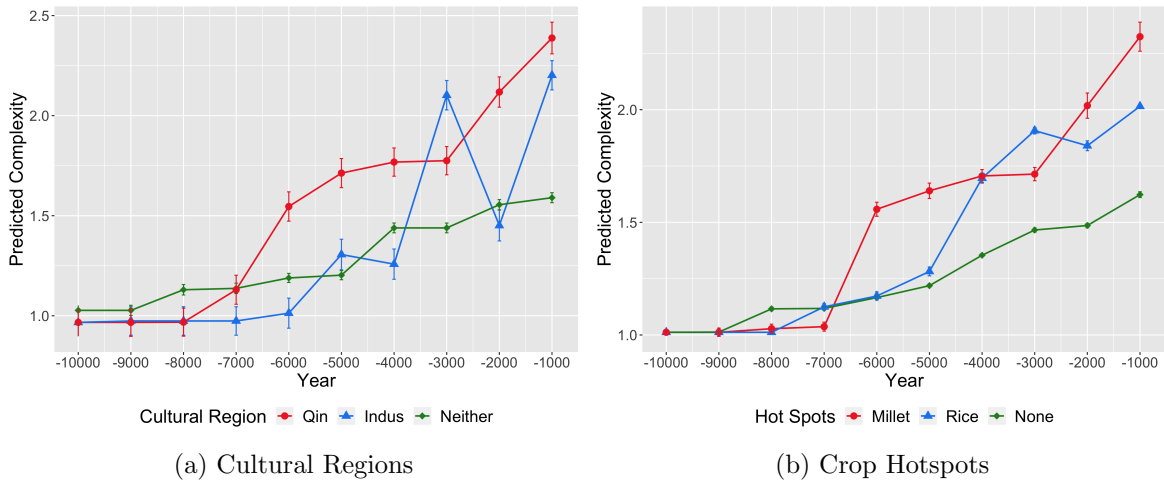 2.5
2.0
1.5
1.0
Predicted Complexity
-10000 -9000 -8000 -7000 -6000 -5000 -4000 -3000 -2000 -1000
Year
Cultural Region Qin Indus Neither
(a) Cultural Regions
2.0
1.5
1.0
Predicted Complexity
-10000 -9000 -8000 -7000 -6000 -5000 -4000 -3000 -2000 -1000
Year
Hot Spots Millet Rice None
(b) Crop Hotspots